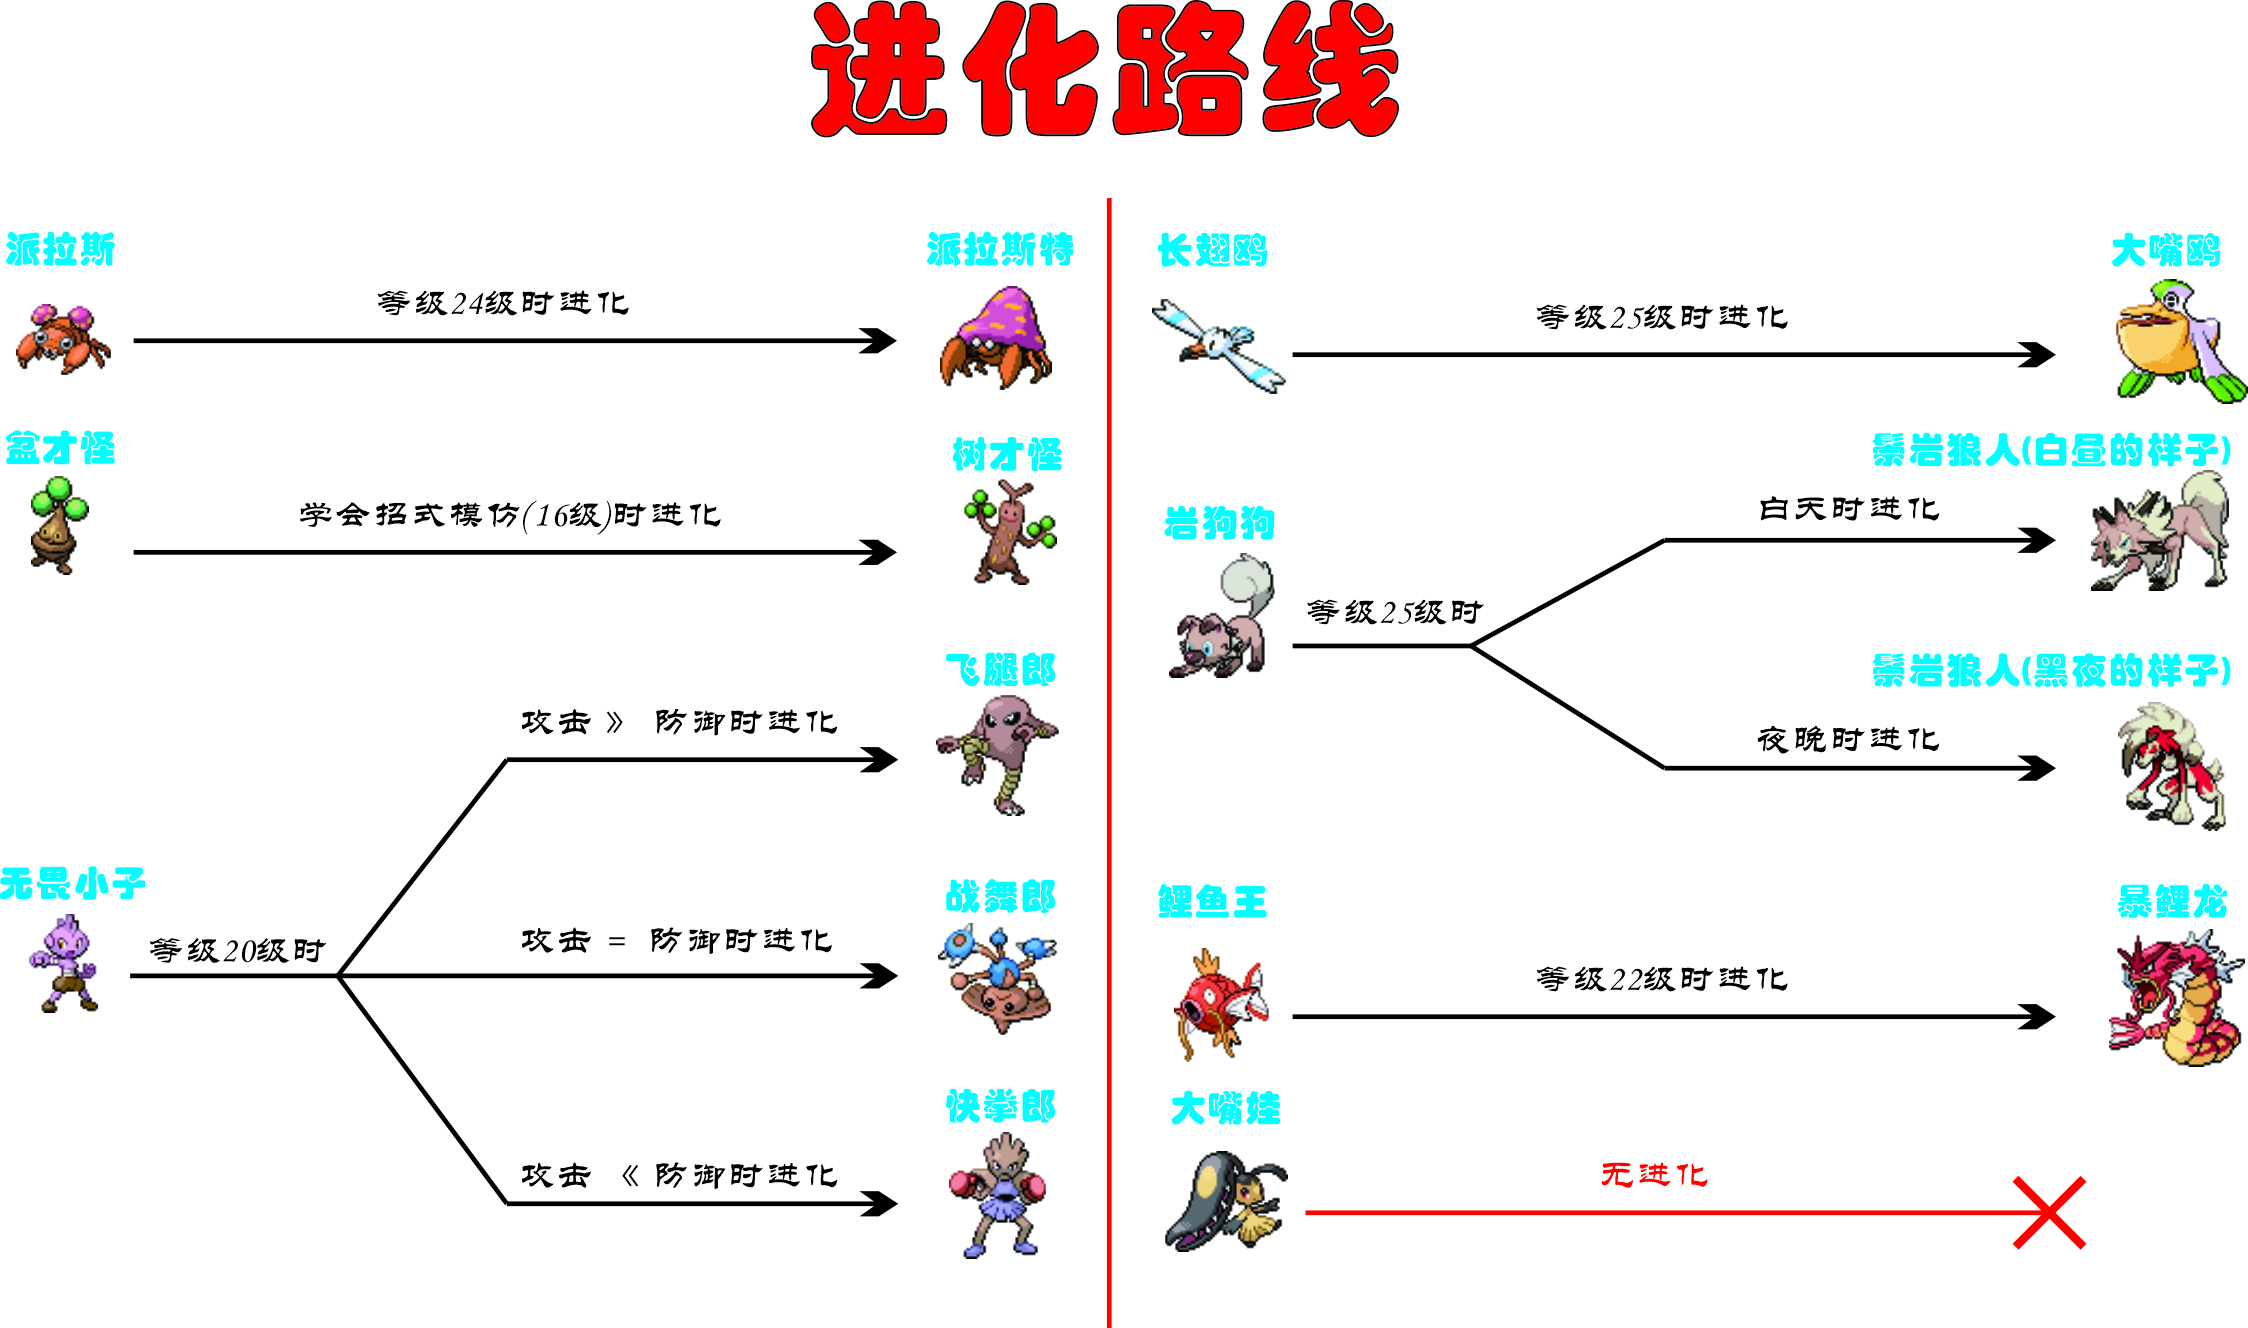 进化路线
派拉斯
派拉斯特
等级24级时进化
盆才怪
树才怪
学会招式模仿(16级)时进化
飞腿郎
攻击 》 防御时进化
无畏小子
等级20级时
战舞郎
攻击 = 防御时进化
快拳郎
攻击 《 防御时进化
长翅鸥
大嘴鸥
等级25级时进化
鬃岩狼人(白昼的样子)
白天时进化
岩狗狗
等级25级时
鬃岩狼人(黑夜的样子)
夜晚时进化
鲤鱼王
暴鲤龙
等级22级时进化
大嘴娃
无进化